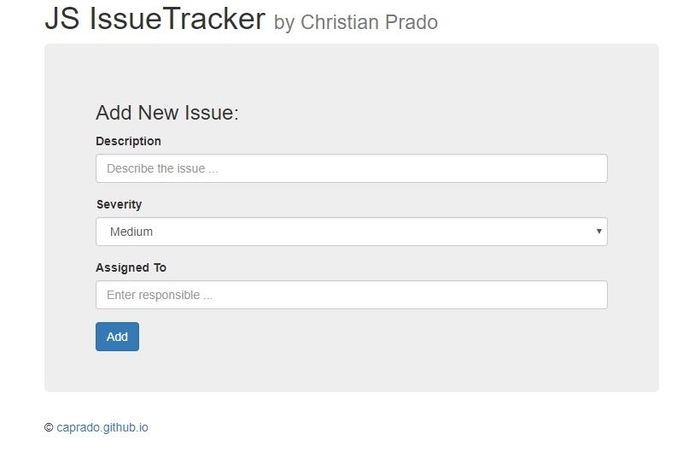 JS IssueTracker by Christian Prado
Add New Issue:
Description
Describe the issue ...
Severity
Medium
Assigned To
Enter responsible ...
Add
© caprado.github.io